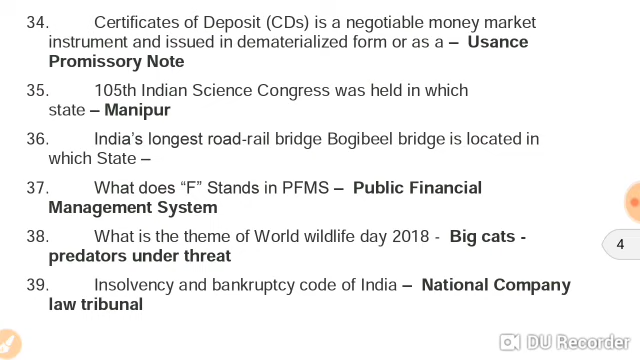 34. Certificates of Deposit (CDs) is a negotiable money market
instrument and issued in dematerialized form or as a – Usance
Promissory Note
35. 105th Indian Science Congress was held in which
state – Manipur
36. India's longest road-rail bridge Bogibeel bridge is located in
which State –
37. What does “F” Stands in PFMS – Public Financial
Management System
38. What is the theme of World wildlife day 2018 - Big cats -
predators under threat
39. Insolvency and bankruptcy code of India – National Company
law tribunal
4
DU Recorder